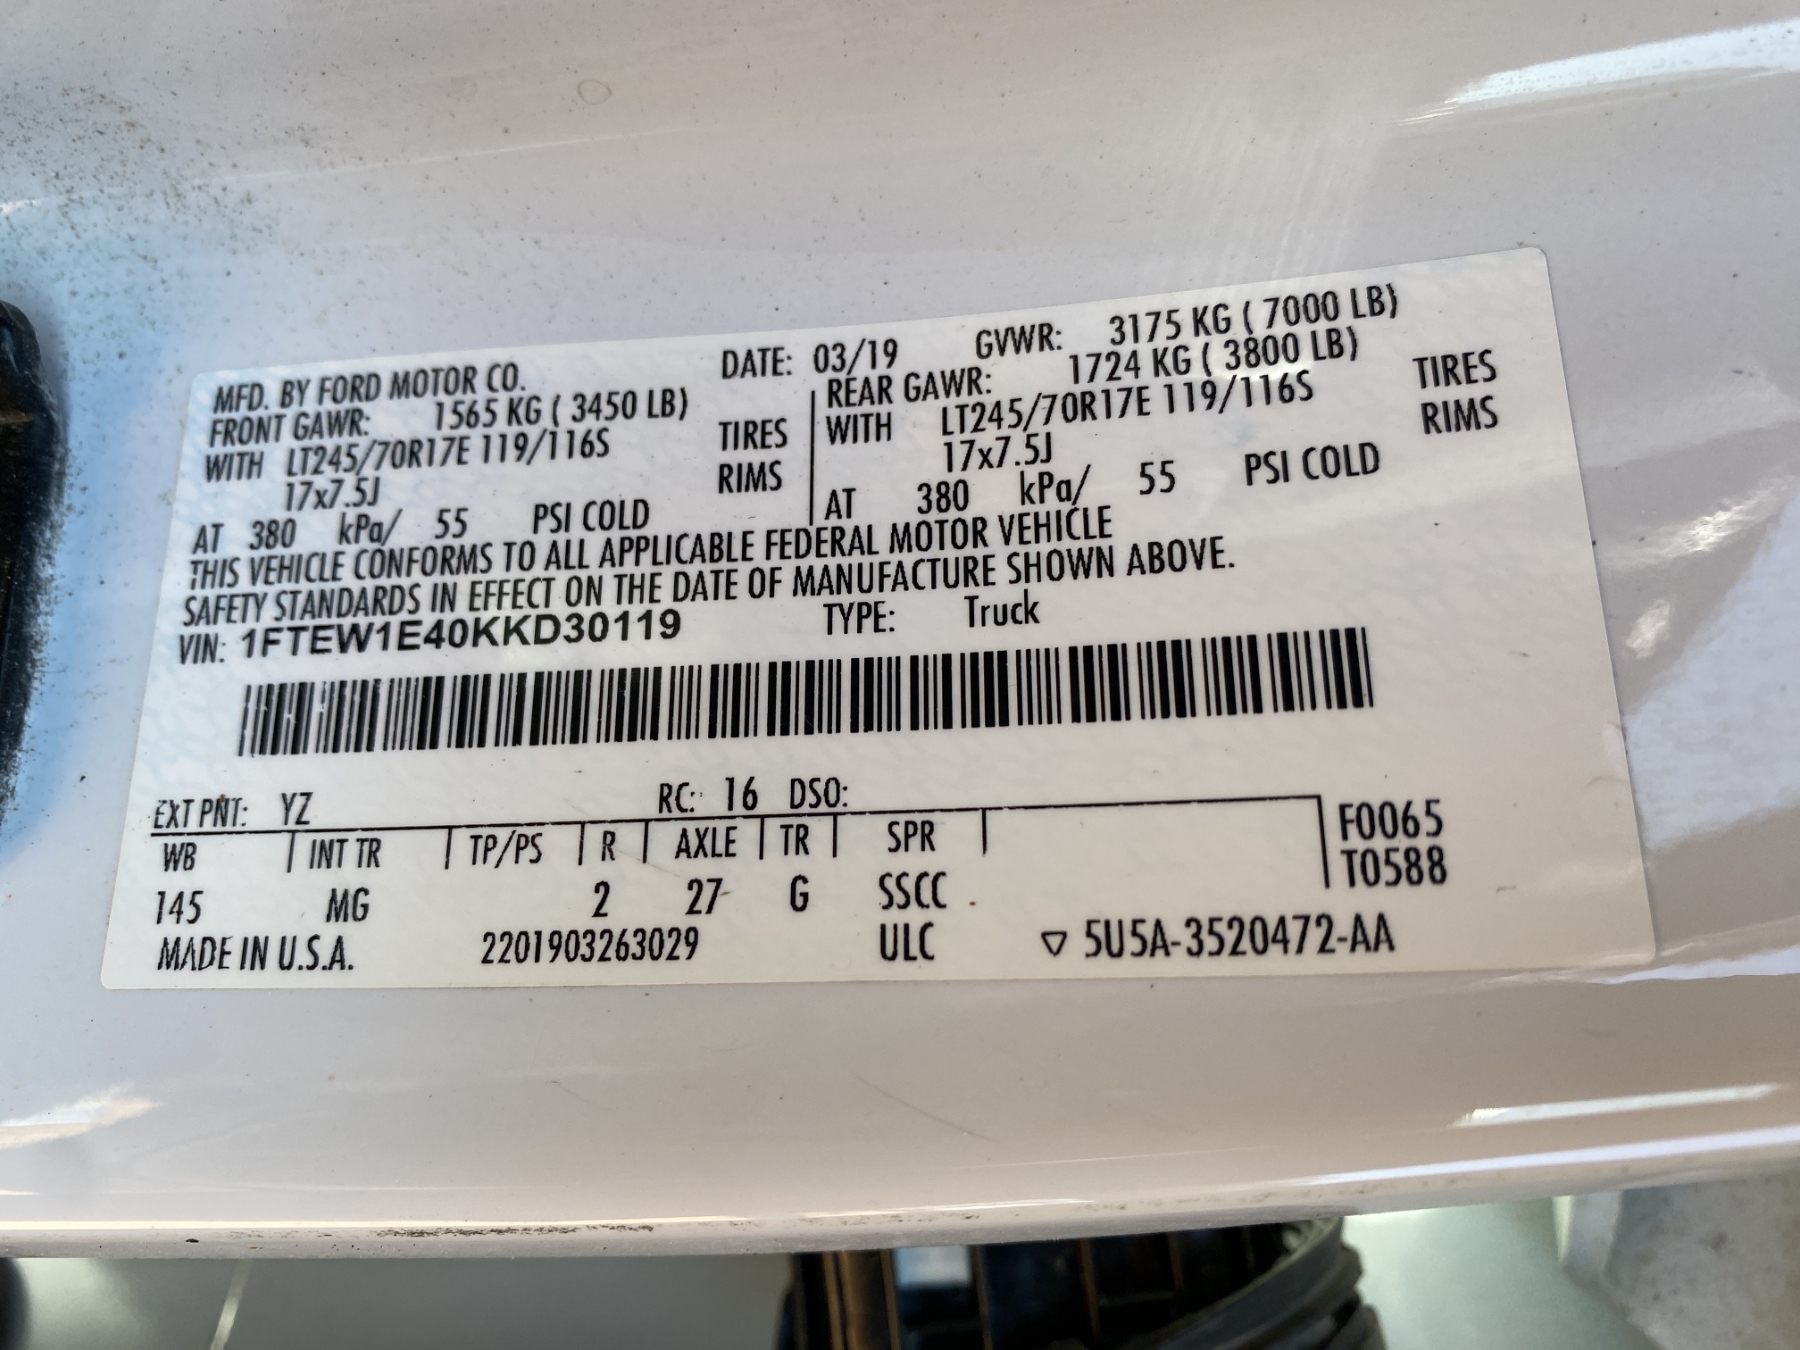 MFD. BY FORD MOTOR CO. DATE: 03/19 GVWR: 3175 KG ( 7000 LB)
FRONT GAWR: 1565 KG ( 3450 LB) REAR GAWR: 1724 KG ( 3800 LB)
WITH LT245/70R17E 119/116S TIRES WITH LT245/70R17E 119/116S TIRES
17x7.5J RIMS 17x7.5J RIMS
AT 380 kPa/ 55 PSI COLD AT 380 kPa/ 55 PSI COLD
THIS VEHICLE CONFORMS TO ALL APPLICABLE FEDERAL MOTOR VEHICLE
SAFETY STANDARDS IN EFFECT ON THE DATE OF MANUFACTURE SHOWN ABOVE.
VIN: 1FTEW1E40KKD30119 TYPE: Truck
EXT PNT: YZ RC: 16 DSO:
WB INT TR TP/PS R AXLE TR SPR F0065
T0588
145 MG 2 27 G SSCC
MADE IN U.S.A. 2201903263029 ULC ▽ 5U5A-3520472-AA